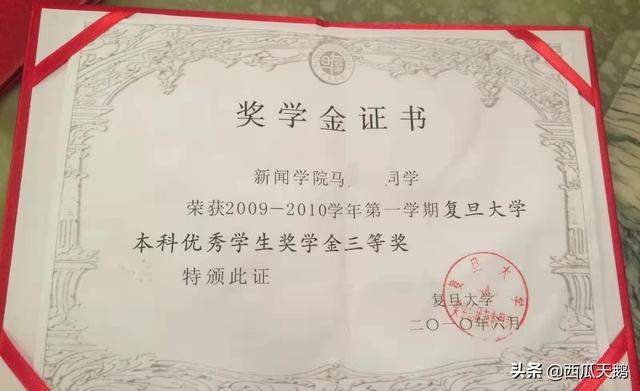 奖学金证书
新闻学院马 同学
荣获2009-2010学年第一学期复旦大学
本科优秀学生奖学金三等奖
特颁此证
复旦大学
复旦大学
二〇一〇年六月
头条 @西瓜天鹅